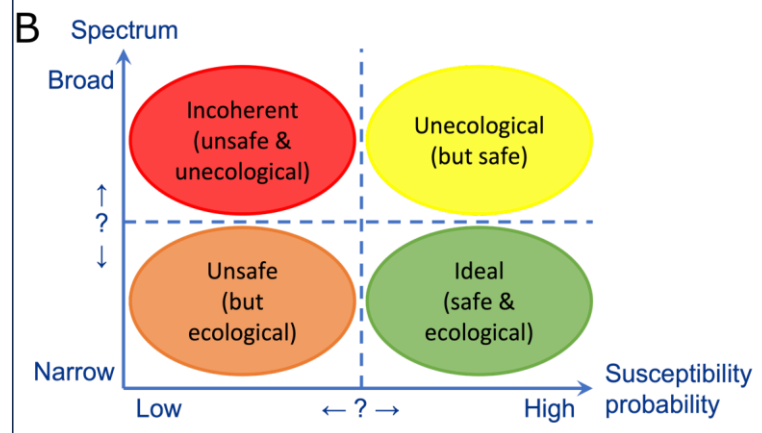 B
Spectrum
Broad
Incoherent
(unsafe &
unecological)
Unecological
(but safe)
↑
?
↓
Unsafe
(but
ecological)
Ideal
(safe &
ecological)
Narrow
Low
← ? →
High
Susceptibility
probability